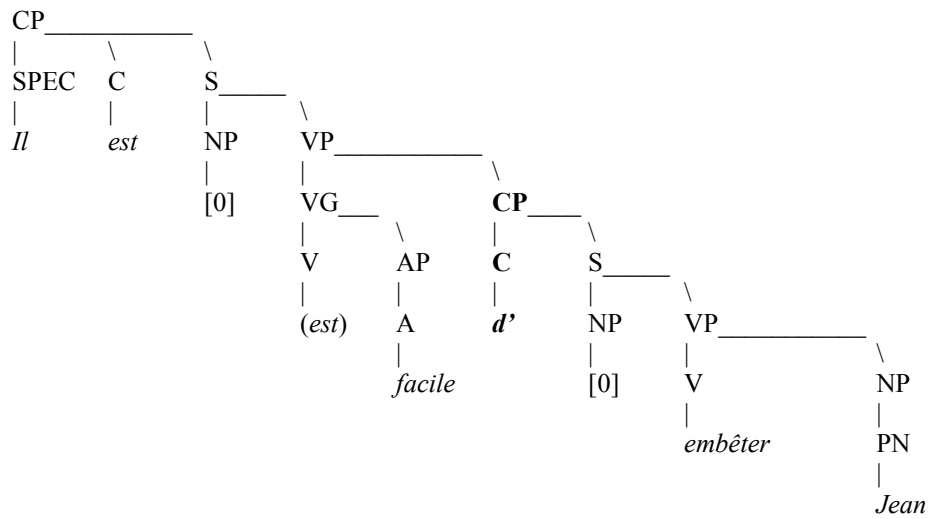 CP
SPEC C S
Il est NP VP
[0] VG CP
V AP C S
(est) A d’ NP VP
facile [0] V NP
embêter PN
Jean